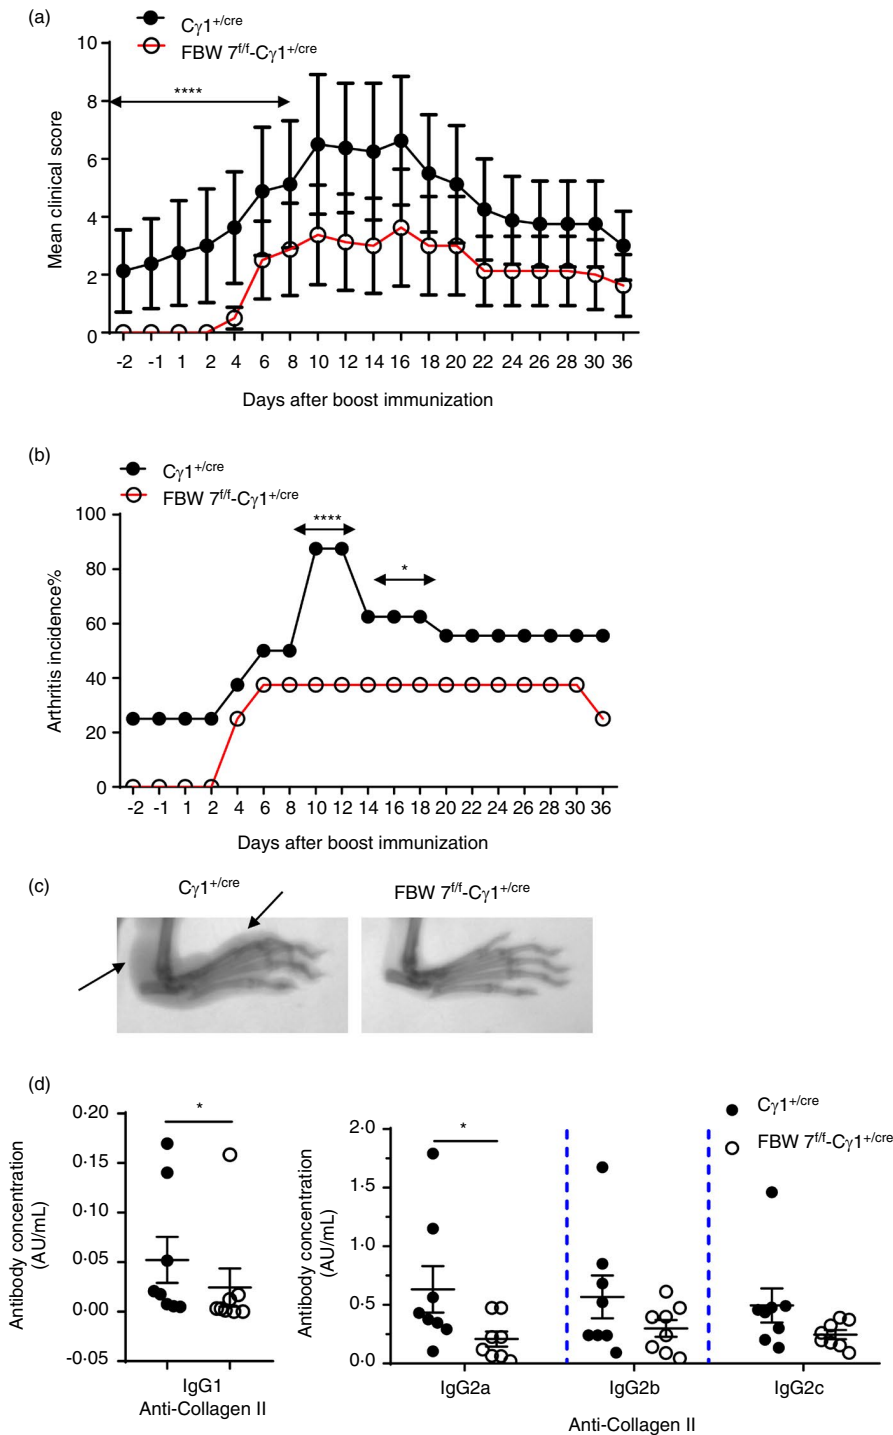 (a)
Cγ1+/cre
FBW 7f/f-Cγ1+/cre
10
8
6
4
2
0
Mean clinical score
****
-2 -1 1 2 4 6 8 10 12 14 16 18 20 22 24 26 28 30 36
Days after boost immunization
(b)
Cγ1+/cre
FBW 7f/f-Cγ1+/cre
100
80
60
40
20
0
Arthritis incidence%
****
*
-2 -1 1 2 4 6 8 10 12 14 16 18 20 22 24 26 28 30 36
Days after boost immunization
(c)
Cγ1+/cre
FBW 7f/f-Cγ1+/cre
(d)
0·20
0·15
0·10
0·05
0·00
-0·05
Antibody concentration
(AU/mL)
*
IgG1
Anti-Collagen II
Cγ1+/cre
FBW 7f/f-Cγ1+/cre
2·0
1·5
1·0
0·5
0·0
Antibody concentration
(AU/mL)
*
IgG2a IgG2b IgG2c
Anti-Collagen II